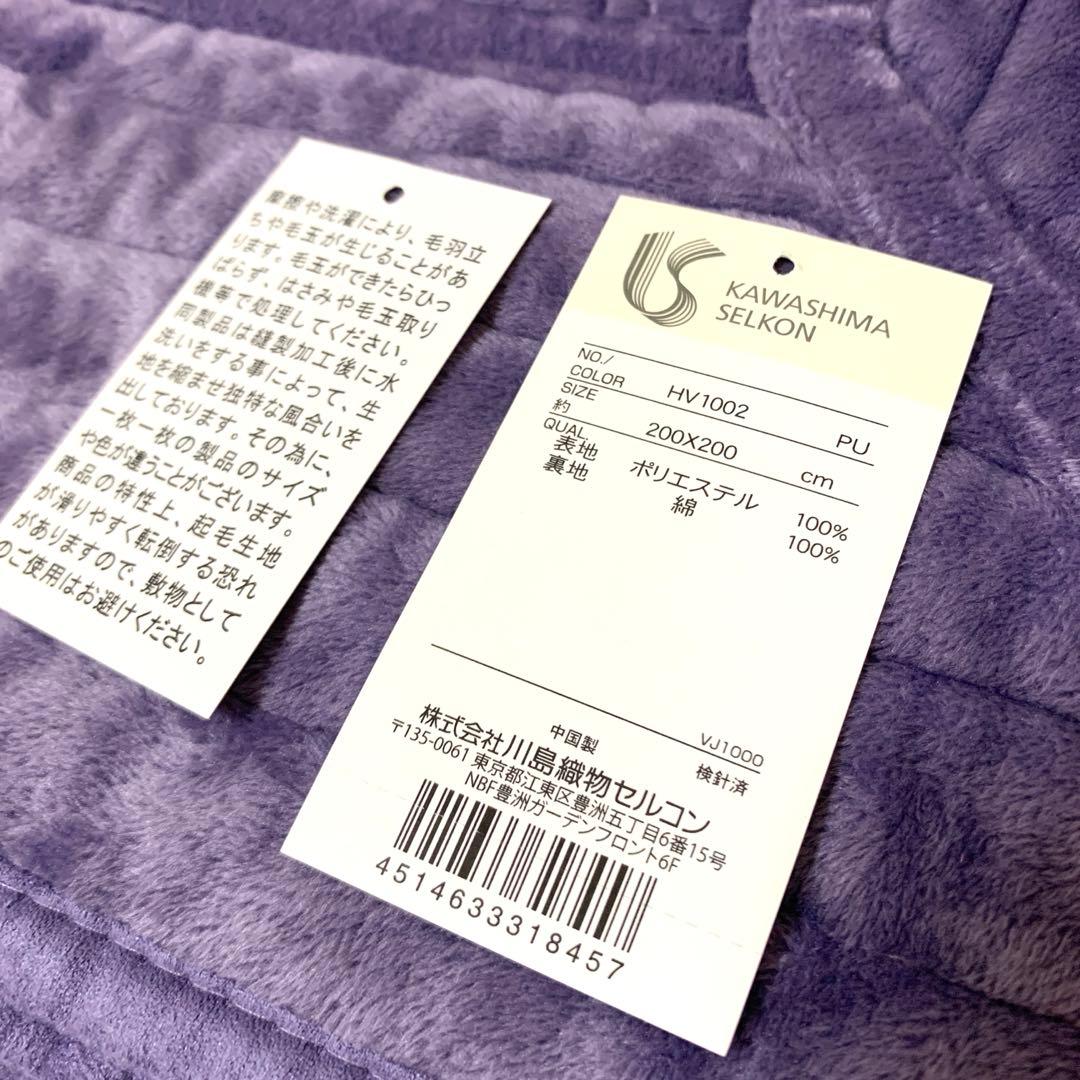 摩擦や洗濯により、毛羽立
ちや毛玉が生じることがあ
ります。毛玉ができたらひっ
ぱらず、はさみや毛玉取り
機等で処理してください。
同製品は縫製加工後に水
洗いをする事によって、生
地を縮ませ独特な風合いを
出しております。その為に、
一枚一枚の製品のサイズ
や色が違うことがございます。
商品の特性上、起毛生地
が滑りやすく転倒する恐れ
がありますので、敷物として
のご使用はお避けください。
KAWASHIMA
SELKON
NO./
COLOR HV1002 PU
SIZE
約 200X200 cm
QUAL
表地 ポリエステル 100%
裏地 綿 100%
VJ1000
中国製 検針済
株式会社川島織物セルコン
〒135-0061 東京都江東区豊洲五丁目6番15号
NBF豊洲ガーデンフロント6F
4514633318457